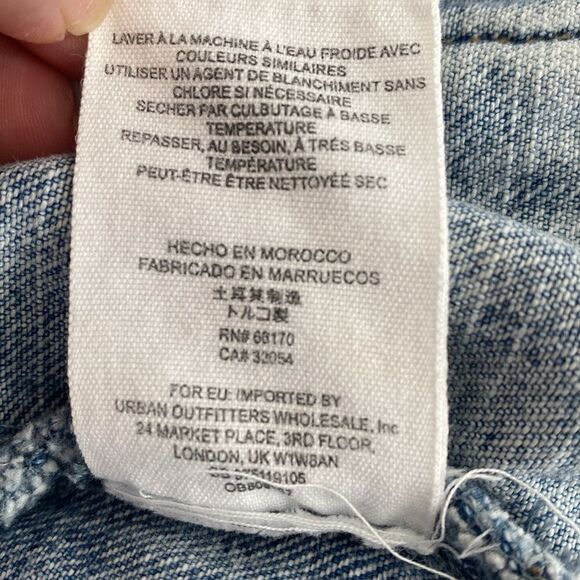 LAVER À LA MACHINE À L'EAU FROIDE AVEC
COULEURS SIMILAIRES
UTILISER UN AGENT DE BLANCHIMENT SANS
CHLORE SI NÉCESSAIRE
SECHER PAR CULBUTAGE À BASSE
TEMPERATURE
REPASSER, AU BESOIN, À TRÉS BASSE
TEMPÉRATURE
PEUT-ÊTRE ÊTRE NETTOYÉE SEC
HECHO EN MOROCCO
FABRICADO EN MARRUECOS
土耳其制造
トルコ製
RN# 66170
CA# 33054
FOR EU: IMPORTED BY
URBAN OUTFITTERS WHOLESALE, Inc
24 MARKET PLACE, 3RD FLOOR,
LONDON, UK W1W8AN